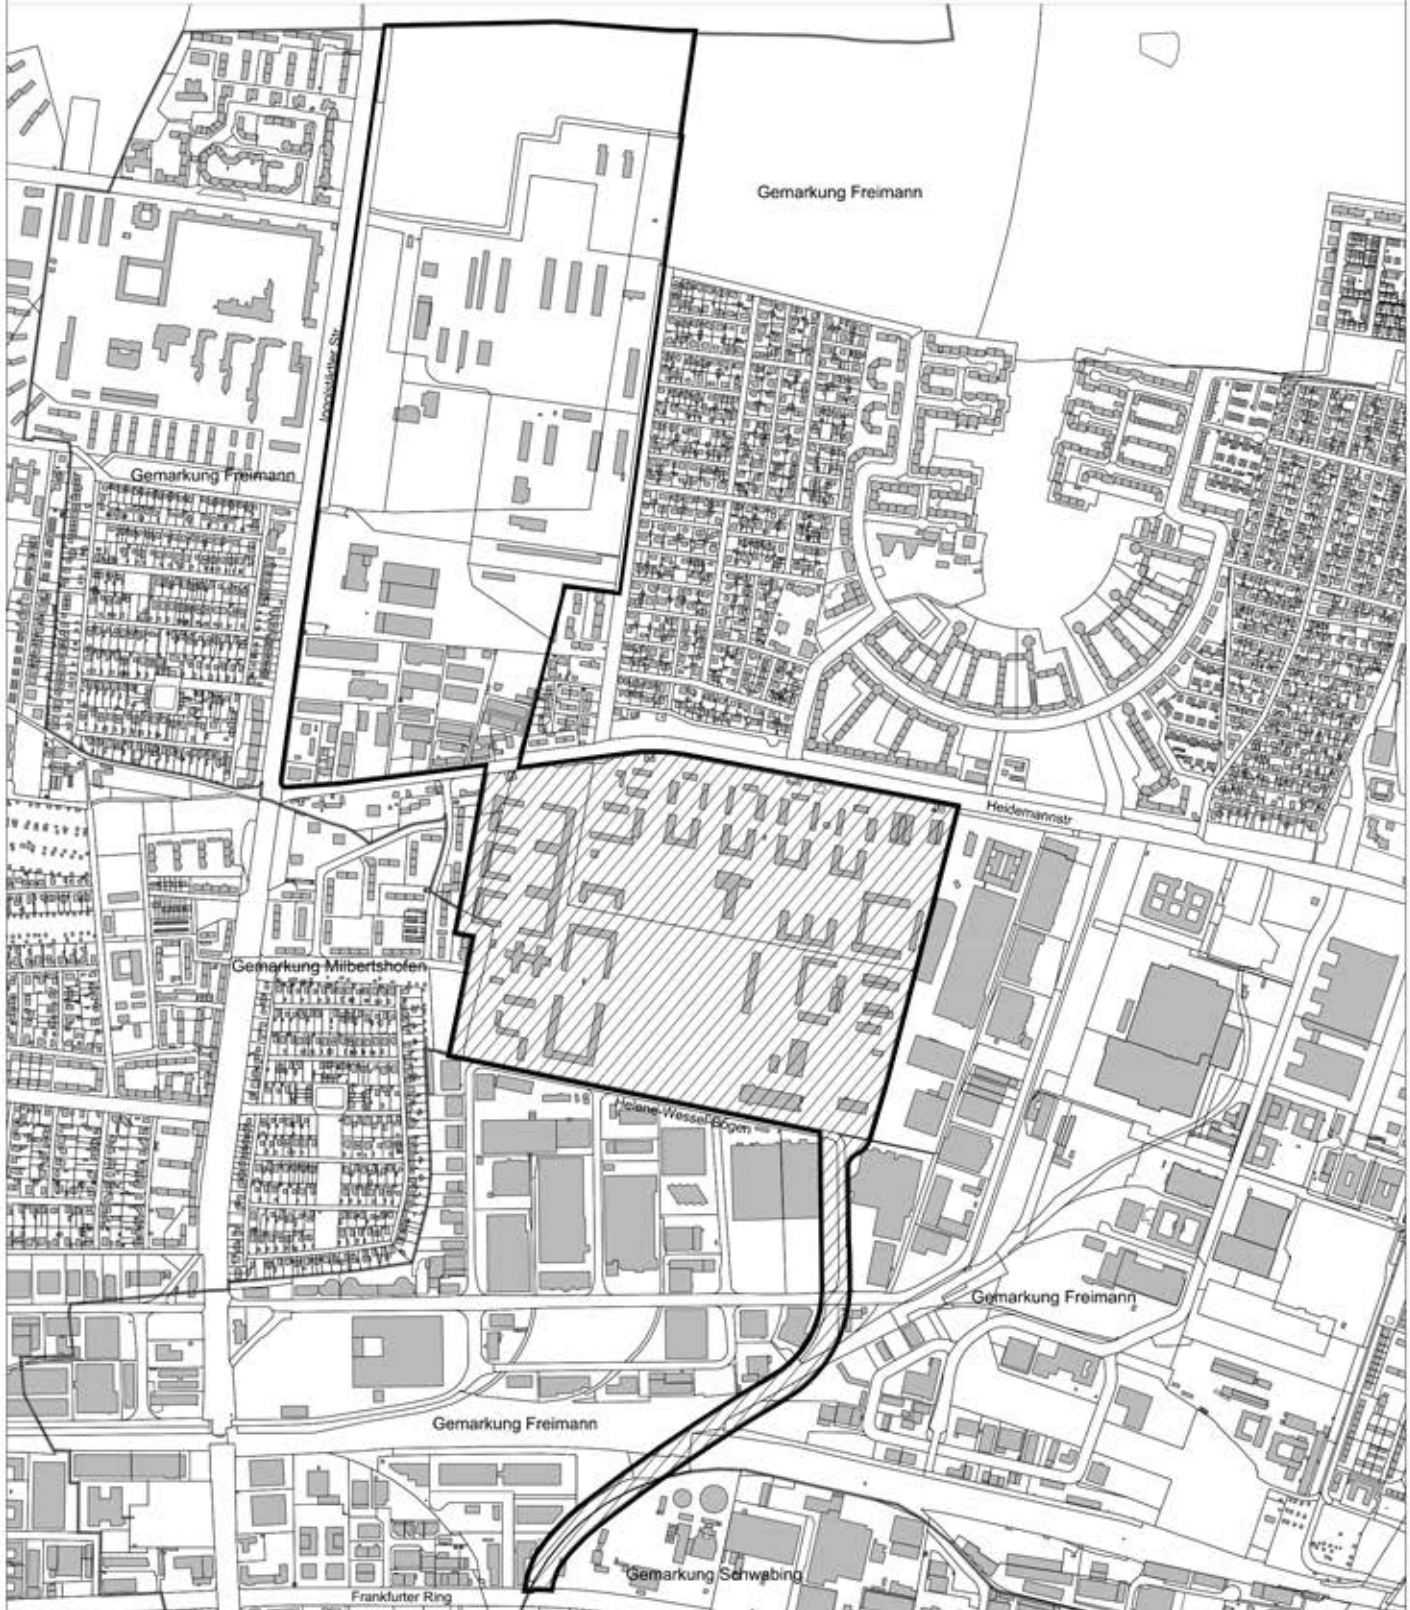 Gemarkung Freimann
Ingolstädter Str.
Gemarkung Freimann
Heidemannstr
Gemarkung Milbertshofen
Helene-Wessel-Bogen
Gemarkung Freimann
Gemarkung Freimann
Gemarkung Schwabing
Frankfurter Ring